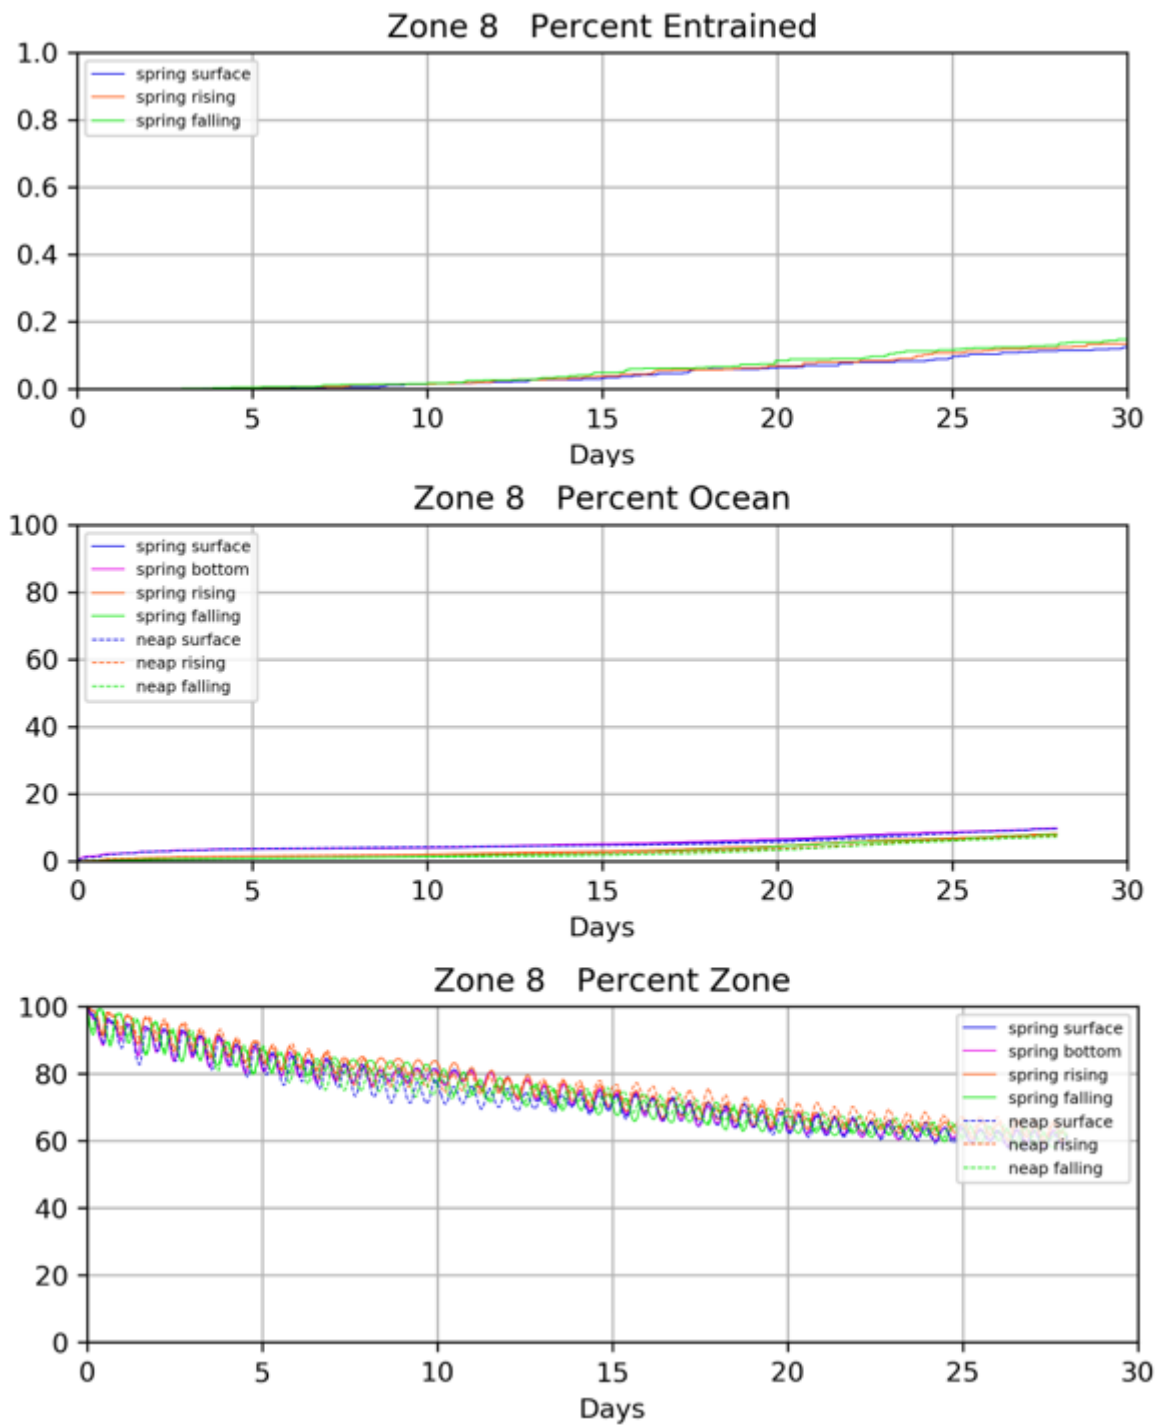 Zone 8   Percent Entrained
1.0
spring surface
spring rising
spring falling
0.8
0.6
0.4
0.2
0.0
0 5 10 15 20 25 30
Days
Zone 8   Percent Ocean
100
spring surface
spring bottom
spring rising
spring falling
neap surface
neap rising
neap falling
80
60
40
20
0
0 5 10 15 20 25 30
Days
Zone 8   Percent Zone
100
spring surface
spring bottom
spring rising
spring falling
neap surface
neap rising
neap falling
80
60
40
20
0
0 5 10 15 20 25 30
Days